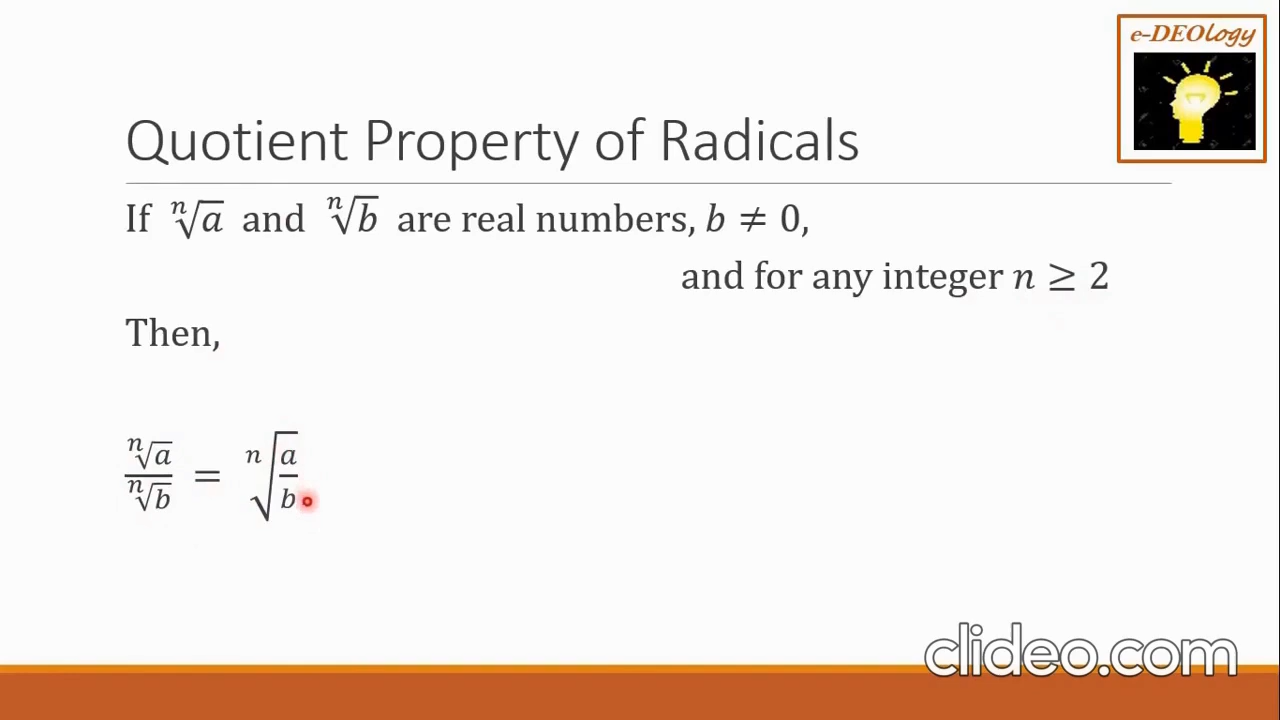 e-DEOlogy
Quotient Property of Radicals
If ⁿ√a and ⁿ√b are real numbers, b ≠ 0,
and for any integer n ≥ 2
Then,
ⁿ√a / ⁿ√b = ⁿ√(a/b)
clideo.com